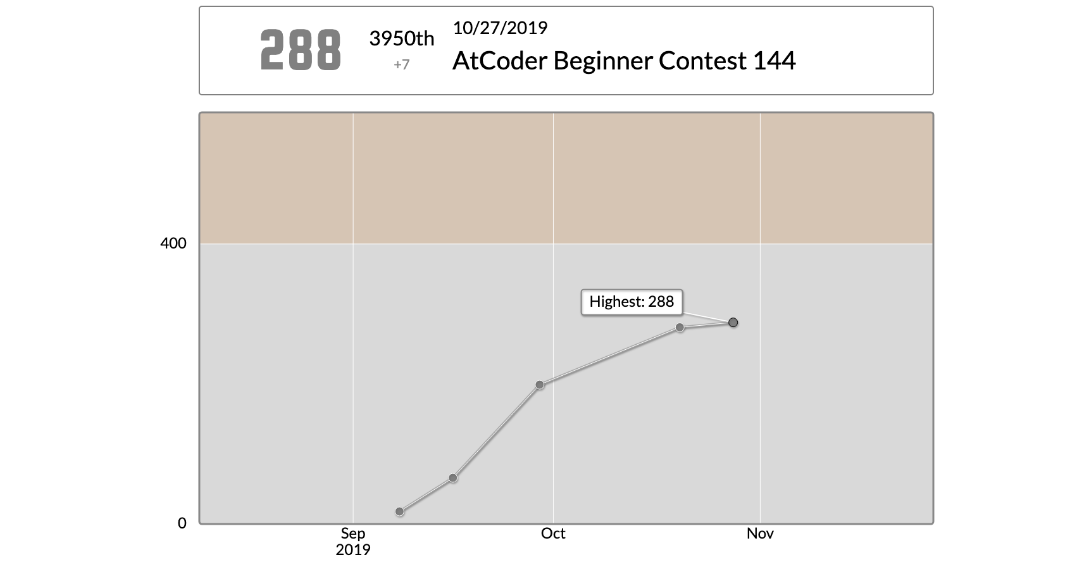 288
3950th
+7
10/27/2019
AtCoder Beginner Contest 144
400
Highest: 288
0
Sep
2019
Oct
Nov